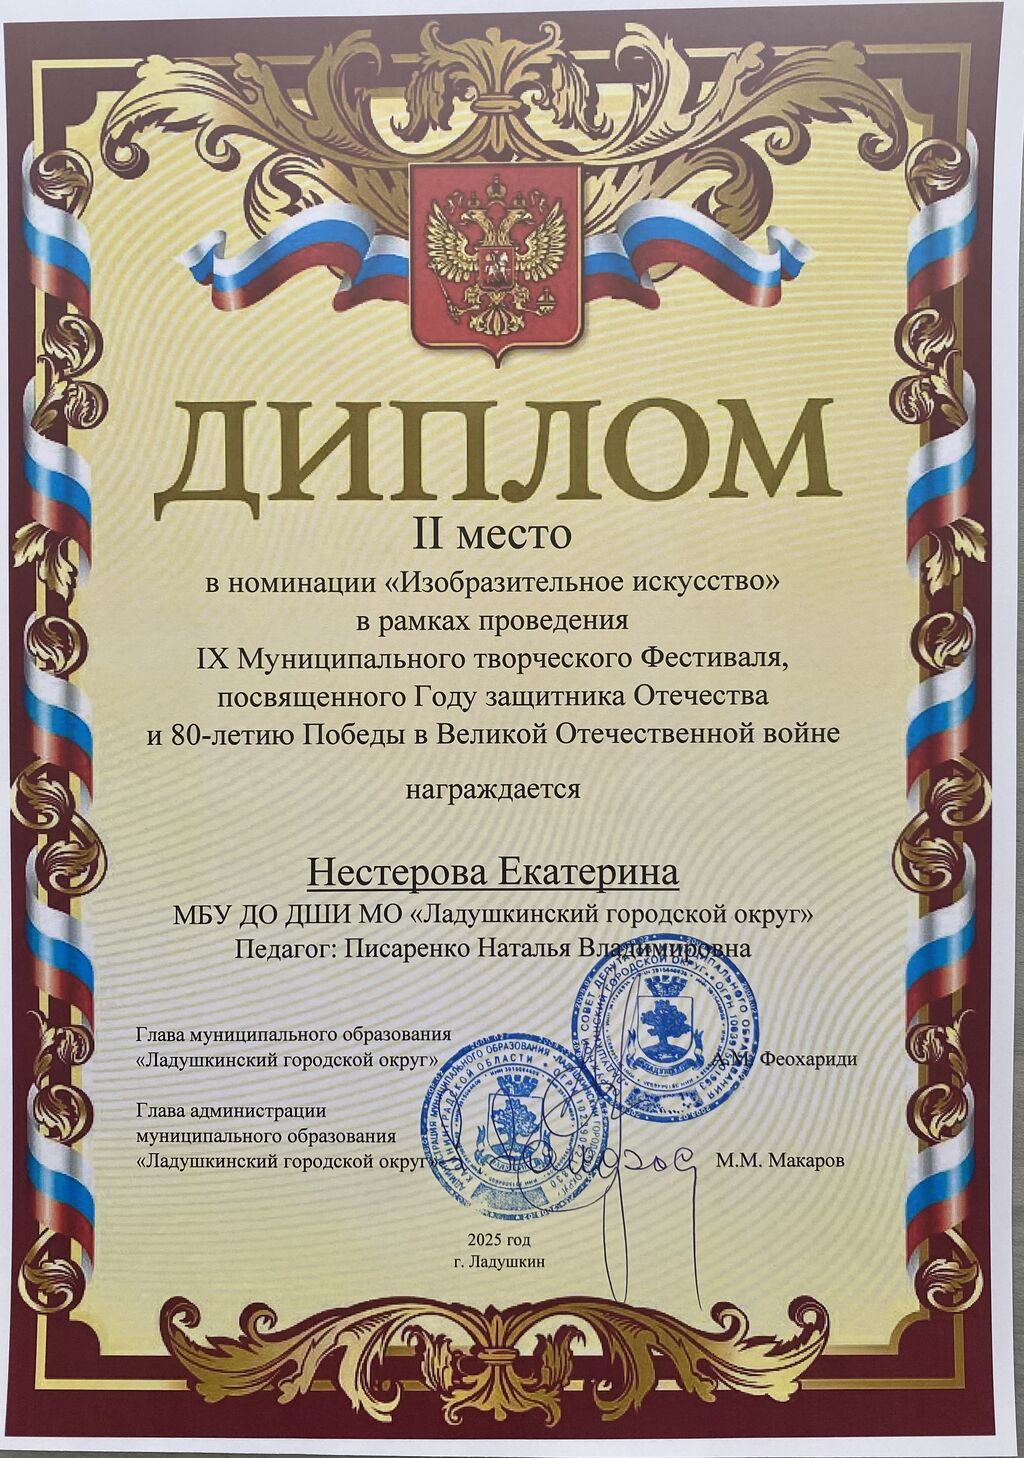 ДИПЛОМ
II место
в номинации «Изобразительное искусство»
в рамках проведения
IX Муниципального творческого Фестиваля,
посвященного Году защитника Отечества
и 80-летию Победы в Великой Отечественной войне
награждается
Нестерова Екатерина
МБУ ДО ДШИ МО «Ладушкинский городской округ»
Педагог: Писаренко Наталья Владимировна
Глава муниципального образования
«Ладушкинский городской округ»
А.М. Феохариди
Глава администрации
муниципального образования
«Ладушкинский городской округ»
М.М. Макаров
2025 год
г. Ладушкин